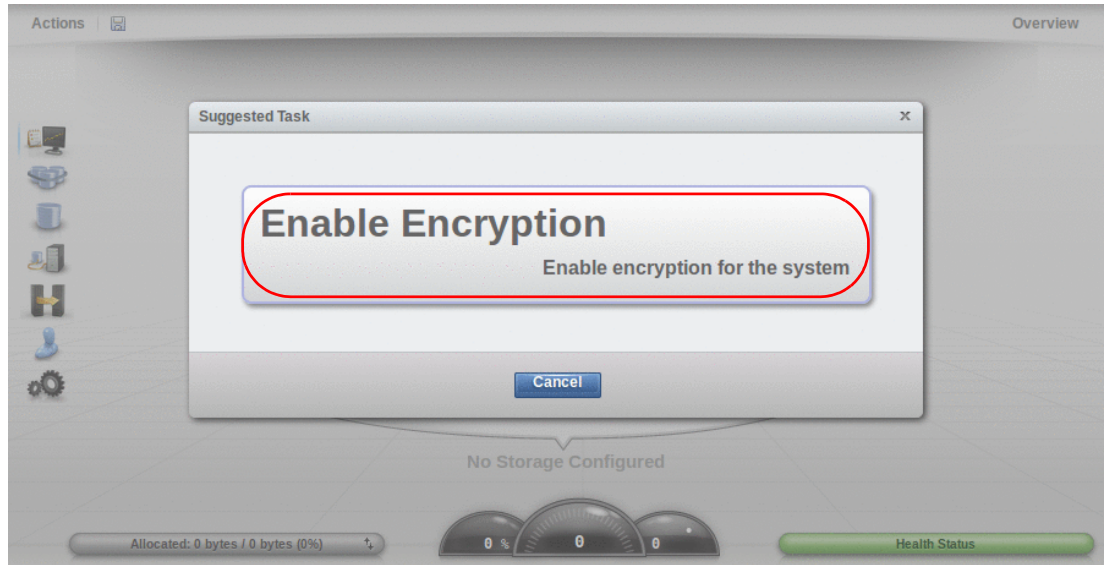 Actions
Overview
Suggested Task
x
Enable Encryption
Enable encryption for the system
Cancel
No Storage Configured
Allocated: 0 bytes / 0 bytes (0%)
0 %
0
0
Health Status